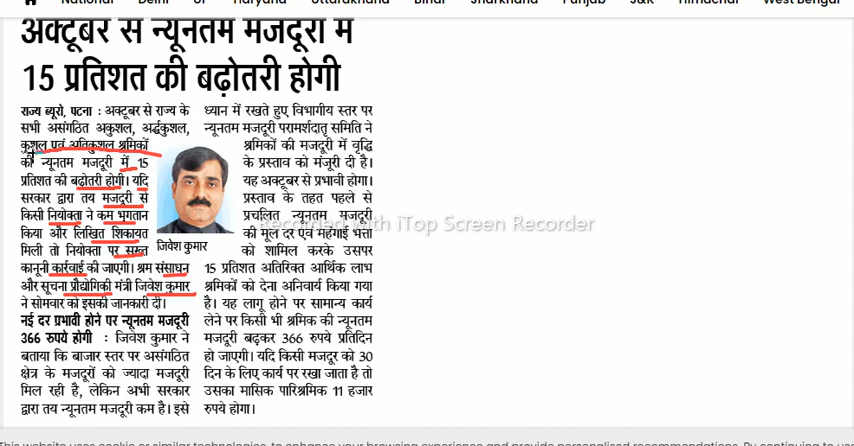 National Delhi UP Haryana Uttarakhand Bihar Jharkhand Punjab J&K Himachal West Bengal
अक्टूबर से न्यूनतम मजदूरी में
15 प्रतिशत की बढ़ोतरी होगी
राज्य ब्यूरो, पटना : अक्टूबर से राज्य के
सभी असंगठित अकुशल, अर्द्धकुशल,
कुशल एवं अतिकुशल श्रमिकों
की न्यूनतम मजदूरी में 15
प्रतिशत की बढ़ोतरी होगी। यदि
सरकार द्वारा तय मजदूरी से
किसी नियोक्ता ने कम भुगतान
किया और लिखित शिकायत
मिली तो नियोक्ता पर सख्त
कानूनी कार्रवाई की जाएगी। श्रम संसाधन
और सूचना प्रौद्योगिकी मंत्री जिवेश कुमार
ने सोमवार को इसकी जानकारी दी।
नई दर प्रभावी होने पर न्यूनतम मजदूरी
366 रुपये होगी : जिवेश कुमार ने
बताया कि बाजार स्तर पर असंगठित
क्षेत्र के मजदूरों को ज्यादा मजदूरी
मिल रही है, लेकिन अभी सरकार
द्वारा तय न्यूनतम मजदूरी कम है। इसे
जिवेश कुमार
ध्यान में रखते हुए विभागीय स्तर पर
न्यूनतम मजदूरी परामर्शदातृ समिति ने
श्रमिकों की मजदूरी में वृद्धि
के प्रस्ताव को मंजूरी दी है।
यह अक्टूबर से प्रभावी होगा।
प्रस्ताव के तहत पहले से
प्रचलित न्यूनतम मजदूरी
की मूल दर एवं महंगाई भत्ता
को शामिल करके उसपर
15 प्रतिशत अतिरिक्त आर्थिक लाभ
श्रमिकों को देना अनिवार्य किया गया
है। यह लागू होने पर सामान्य कार्य
लेने पर किसी भी श्रमिक की न्यूनतम
मजदूरी बढ़कर 366 रुपये प्रतिदिन
हो जाएगी। यदि किसी मजदूर को 30
दिन के लिए कार्य पर रखा जाता है तो
उसका मासिक पारिश्रमिक 11 हजार
रुपये होगा।
Recorded with iTop Screen Recorder
This website uses cookie or similar technologies, to enhance your browsing experience and provide personalised recommendations. By continuing to use